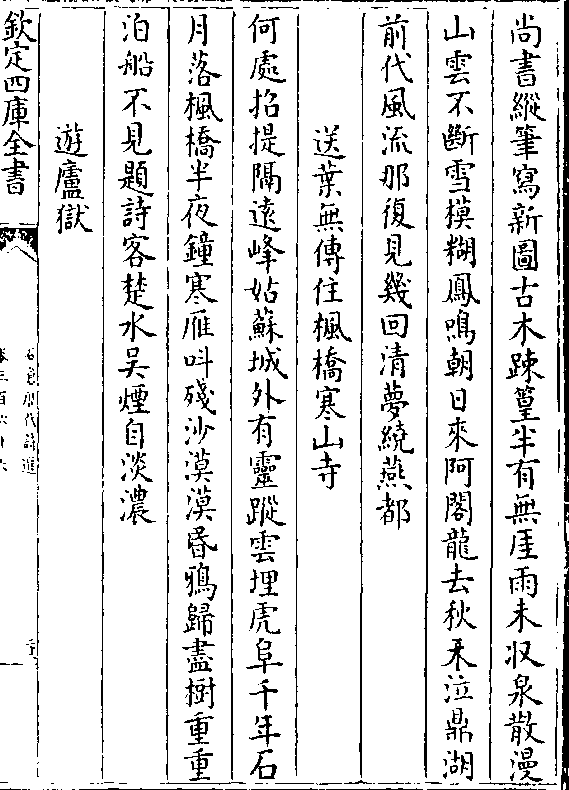 尚書縱筆寫新圖古木踈篁半有無厓雨未收泉散漫
山雲不斷雪模糊鳳鳴朝日來阿閣龍去秋來泣鼎湖
前代風流那復見幾回清夢繞燕都
送葉無傳住楓橋寒山寺
何處招提隔遠峰姑蘇城外有靈蹤雲埋虎阜千年石
月落楓橋半夜鐘寒雁呌殘沙漠漠昏鴉歸盡樹重重
泊船不見題詩客楚水吳煙自淡濃
遊廬獄
欽定四庫全書